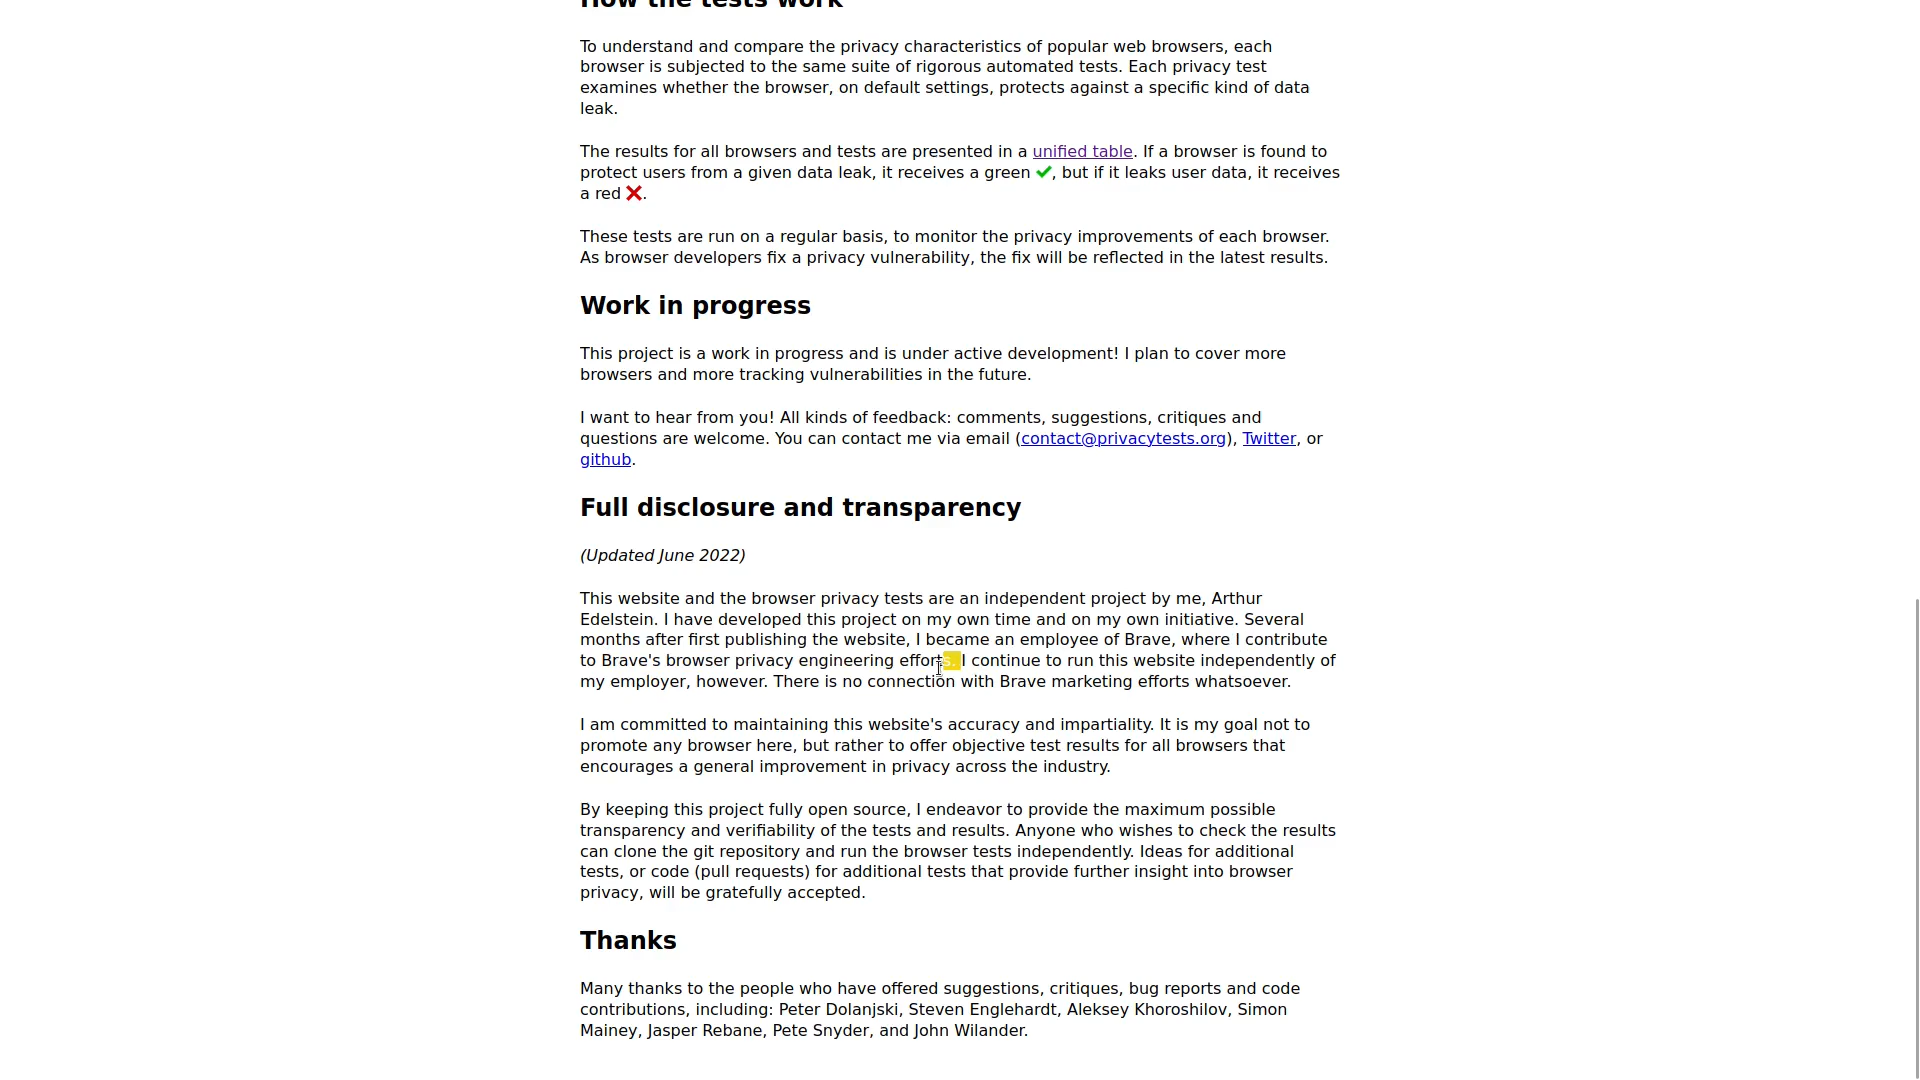 How the tests work
To understand and compare the privacy characteristics of popular web browsers, each
browser is subjected to the same suite of rigorous automated tests. Each privacy test
examines whether the browser, on default settings, protects against a specific kind of data
leak.
The results for all browsers and tests are presented in a unified table. If a browser is found to
protect users from a given data leak, it receives a green ✔, but if it leaks user data, it receives
a red ❌.
These tests are run on a regular basis, to monitor the privacy improvements of each browser.
As browser developers fix a privacy vulnerability, the fix will be reflected in the latest results.
Work in progress
This project is a work in progress and is under active development! I plan to cover more
browsers and more tracking vulnerabilities in the future.
I want to hear from you! All kinds of feedback: comments, suggestions, critiques and
questions are welcome. You can contact me via email (contact@privacytests.org), Twitter, or
github.
Full disclosure and transparency
(Updated June 2022)
This website and the browser privacy tests are an independent project by me, Arthur
Edelstein. I have developed this project on my own time and on my own initiative. Several
months after first publishing the website, I became an employee of Brave, where I contribute
to Brave's browser privacy engineering efforts. I continue to run this website independently of
my employer, however. There is no connection with Brave marketing efforts whatsoever.
I am committed to maintaining this website's accuracy and impartiality. It is my goal not to
promote any browser here, but rather to offer objective test results for all browsers that
encourages a general improvement in privacy across the industry.
By keeping this project fully open source, I endeavor to provide the maximum possible
transparency and verifiability of the tests and results. Anyone who wishes to check the results
can clone the git repository and run the browser tests independently. Ideas for additional
tests, or code (pull requests) for additional tests that provide further insight into browser
privacy, will be gratefully accepted.
Thanks
Many thanks to the people who have offered suggestions, critiques, bug reports and code
contributions, including: Peter Dolanjski, Steven Englehardt, Aleksey Khoroshilov, Simon
Mainey, Jasper Rebane, Pete Snyder, and John Wilander.